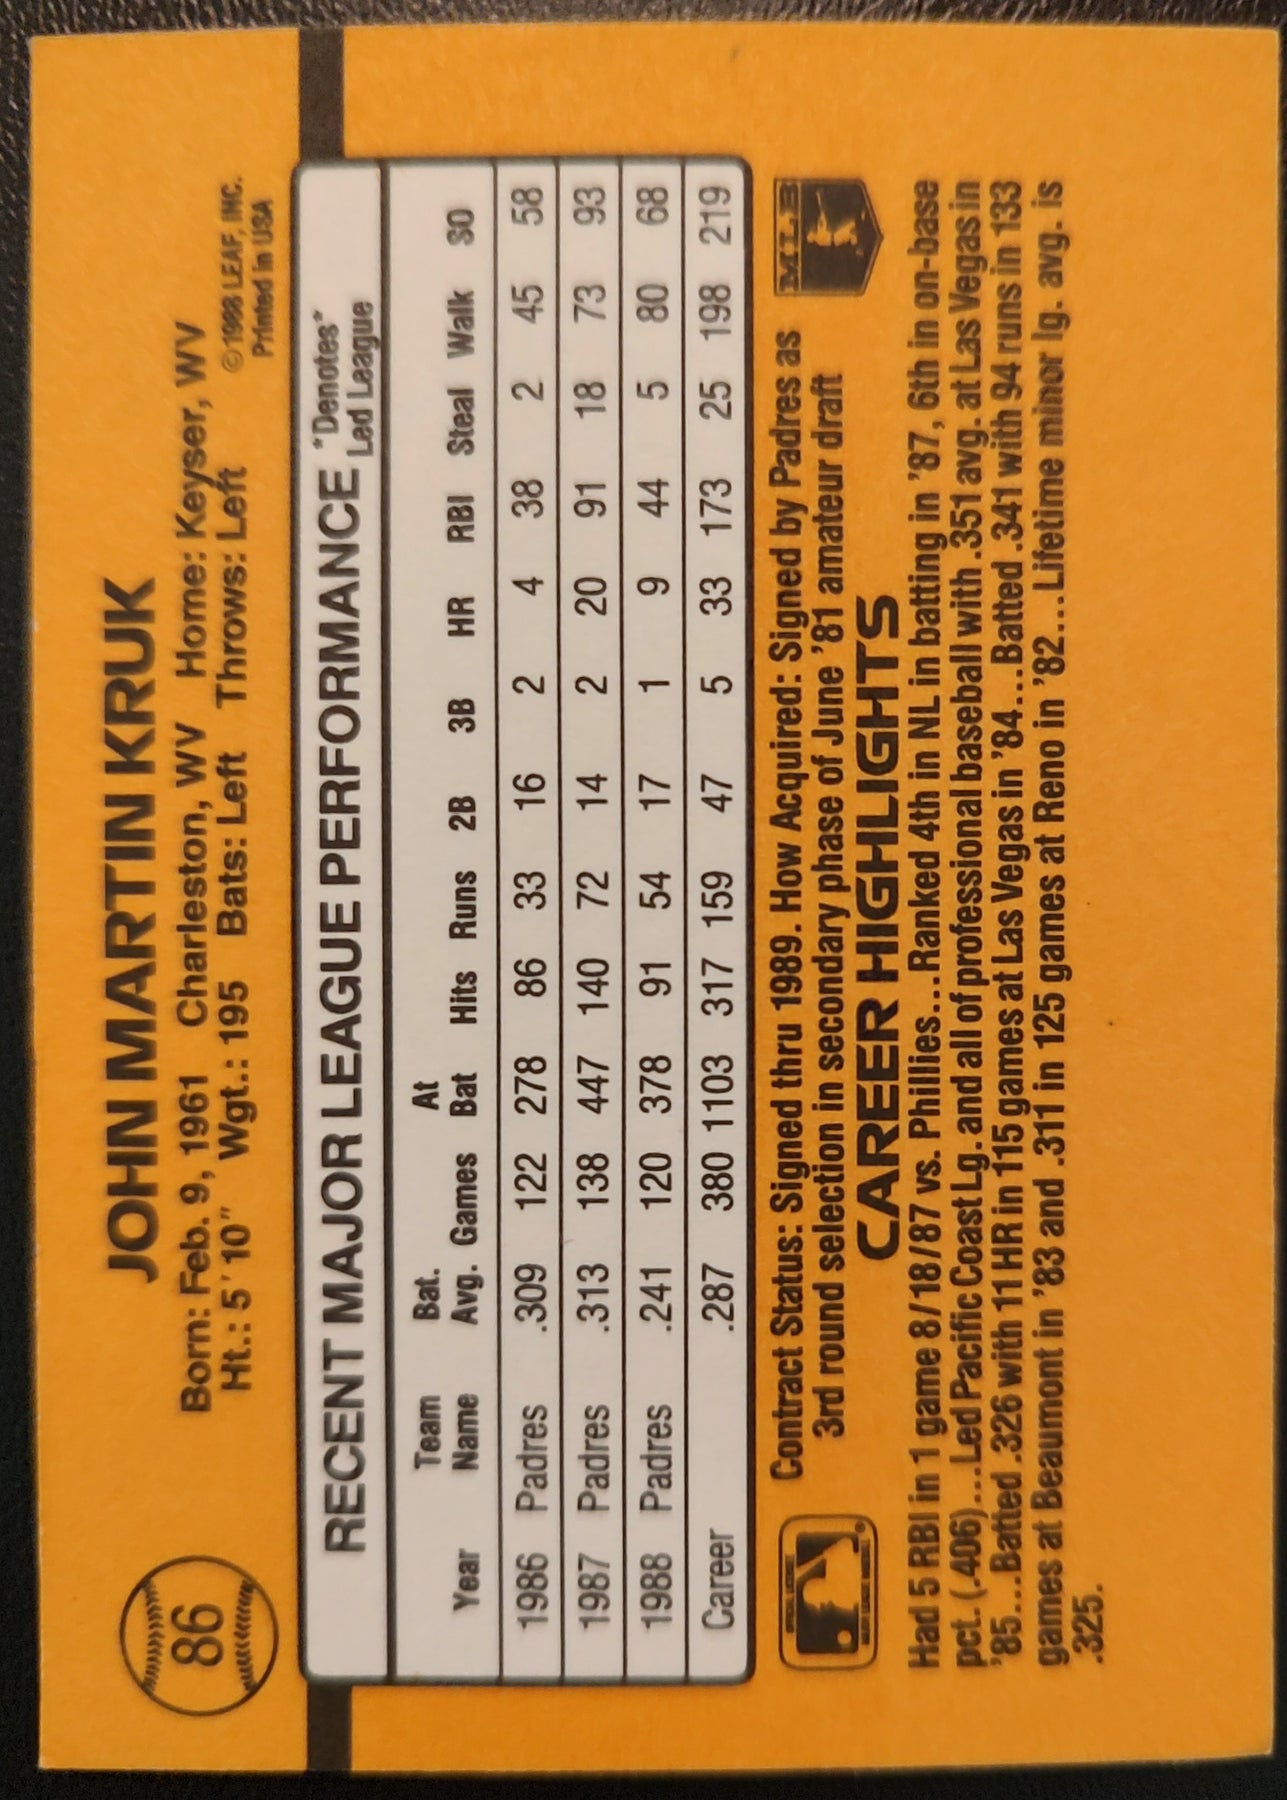 86
JOHN MARTIN KRUK
Born: Feb. 9, 1961 Charleston, WV Home: Keyser, WV
Ht.: 5' 10" Wgt.: 195 Bats: Left Throws: Left
©1988 LEAF, INC.
Printed in USA
RECENT MAJOR LEAGUE PERFORMANCE
"Denotes"
Led League
Year Team Name Bat. Avg. Games At Bat Hits Runs 2B 3B HR RBI Steal Walk SO
1986 Padres .309 122 278 86 33 16 2 4 38 2 45 58
1987 Padres .313 138 447 140 72 14 2 20 91 18 73 93
1988 Padres .241 120 378 91 54 17 1 9 44 5 80 68
Career .287 380 1103 317 159 47 5 33 173 25 198 219
Contract Status: Signed thru 1989. How Acquired: Signed by Padres as
3rd round selection in secondary phase of June '81 amateur draft
MLB
CAREER HIGHLIGHTS
Had 5 RBI in 1 game 8/18/87 vs. Phillies...Ranked 4th in NL in batting in '87, 6th in on-base
pct. (.406)...Led Pacific Coast Lg. and all of professional baseball with .351 avg. at Las Vegas in
'85...Batted .326 with 11 HR in 115 games at Las Vegas in '84...Batted .341 with 94 runs in 133
games at Beaumont in '83 and .311 in 125 games at Reno in '82...Lifetime minor lg. avg. is
.325.